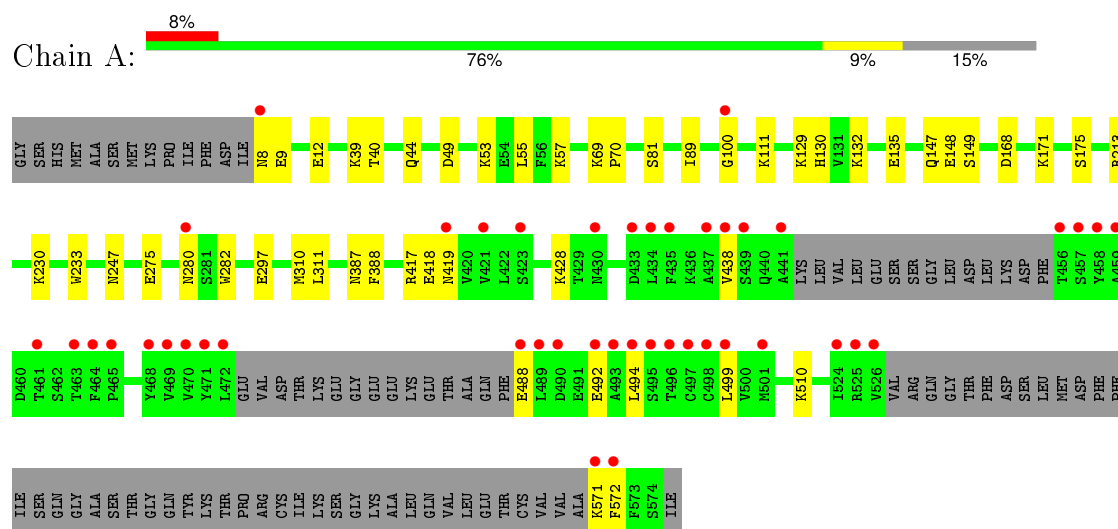 8%
Chain A:
76% 9% 15%
GLY SER HIS MET ALA SER MET LYS PRO ILE PHE ASP ILE N8 E9 E12 K39 T40 Q44 D49 K53 E54 L55 F56 K57 K69 P70 S81 I89 G100 K111 K129 H130 V131 K132 E135 Q147 E148 S149 D168 K171 S175
K230 W233 N247 E275 N280 S281 W282 E297 M310 L311 N387 F388 R417 E418 N419 V420 V421 L422 S423 K428 T429 N430 D433 L434 F435 K436 A437 V438 S439 Q440 A441 LYS LEU VAL LEU GLU SER SER GLY LEU ASP LEU LYS ASP PHE T456 S457 Y458 A459
D460 T461 S462 T463 F464 P465 Y468 V469 V470 Y471 L472 GLU VAL ASP THR LYS GLU GLU GLY GLU GLU LYS GLU THR ALA GLN PHE E488 L489 D490 E491 E492 A493 L494 S495 T496 C497 C498 L499 V500 M501 K510 I524 R525 V526 VAL ARG GLN GLY THR PHE ASP SER LEU MET ASP PHE PHE
ILE SER GLN GLY ALA SER THR GLY GLN TYR LYS THR PRO ARG CYS ILE LYS SER GLY LYS ALA LEU GLN VAL LEU GLU THR CYS VAL VAL ALA K571 F572 F573 S574 ILE